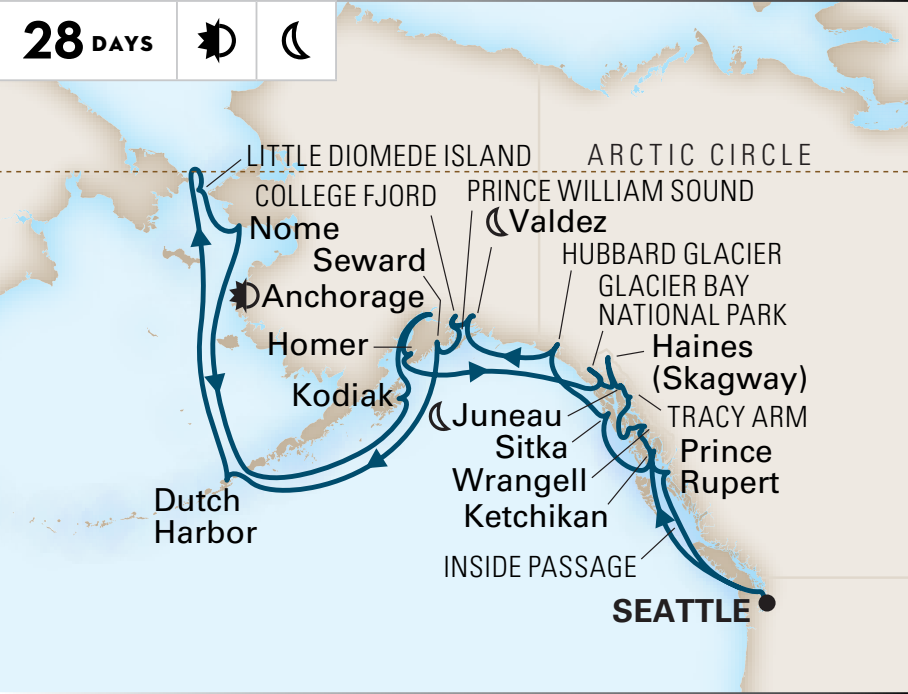 28 DAYS
LITTLE DIOMEDE ISLAND
ARCTIC CIRCLE
COLLEGE FJORD
PRINCE WILLIAM SOUND
Nome
Valdez
Seward
HUBBARD GLACIER
Anchorage
GLACIER BAY
NATIONAL PARK
Homer
Haines
(Skagway)
Kodiak
Juneau
TRACY ARM
Sitka
Prince
Rupert
Wrangell
Ketchikan
Dutch
Harbor
INSIDE PASSAGE
SEATTLE